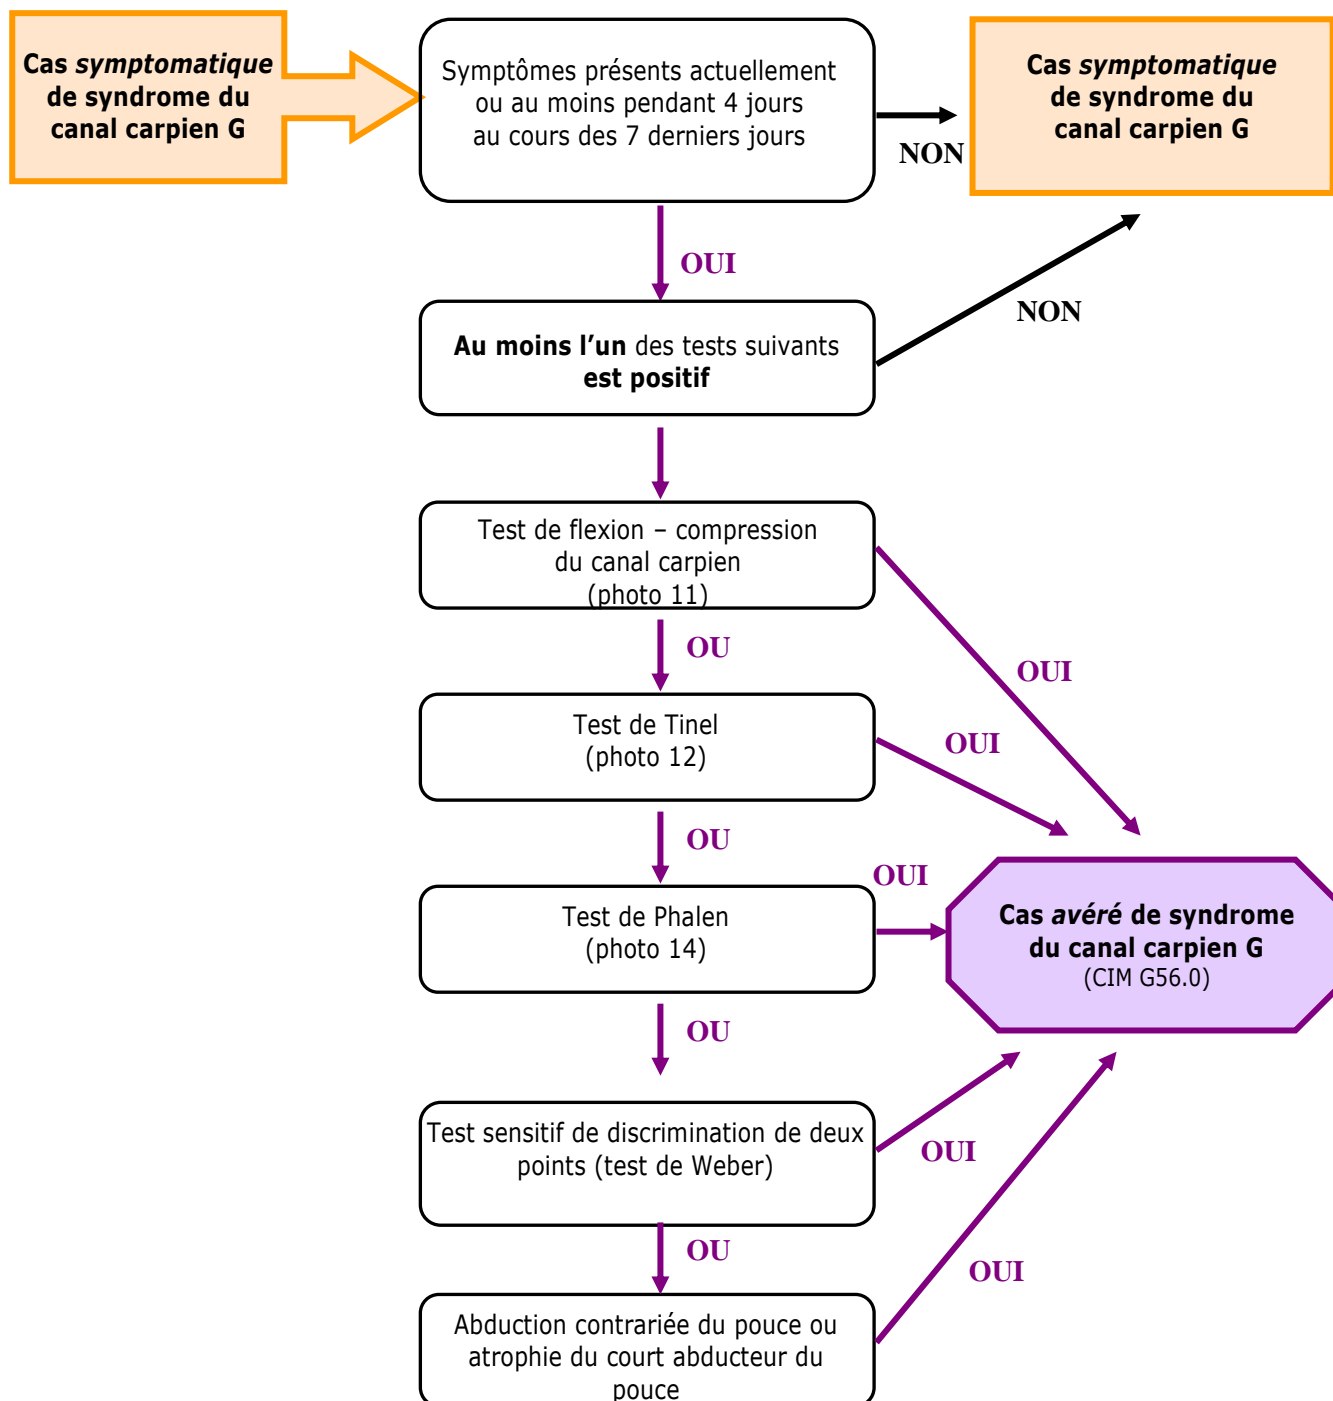 Cas symptomatique
de syndrome du
canal carpien G
Symptômes présents actuellement
ou au moins pendant 4 jours
au cours des 7 derniers jours
NON
Cas symptomatique
de syndrome du
canal carpien G
OUI
NON
Au moins l’un des tests suivants
est positif
Test de flexion – compression
du canal carpien
(photo 11)
OUI
OU
Test de Tinel
(photo 12)
OUI
OU
Test de Phalen
(photo 14)
OUI
Cas avéré de syndrome
du canal carpien G
(CIM G56.0)
OU
Test sensitif de discrimination de deux
points (test de Weber)
OUI
OU
Abduction contrariée du pouce ou
atrophie du court abducteur du
pouce
OUI